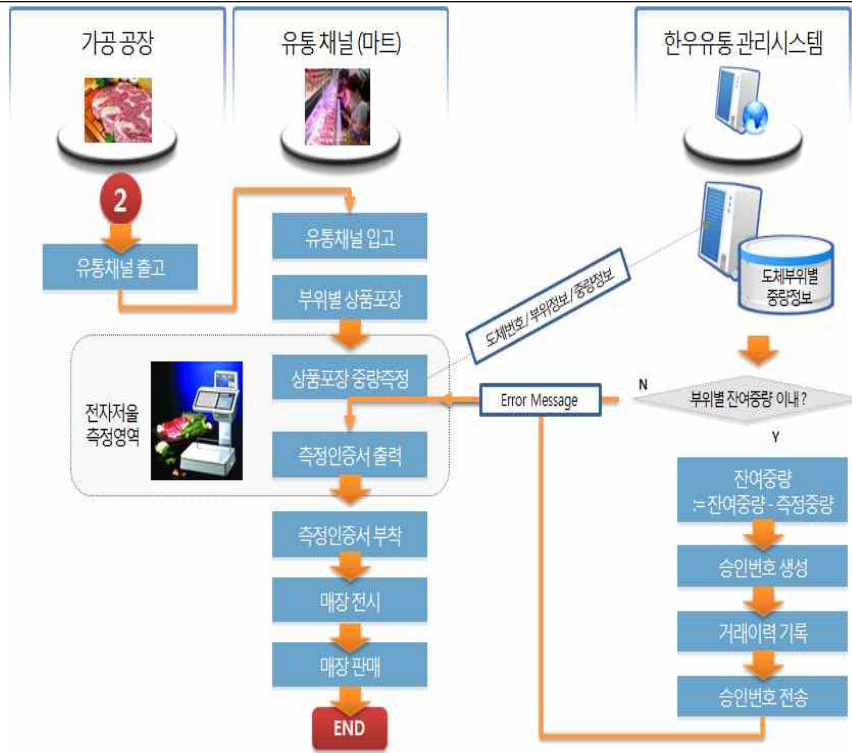 가공 공장
유통 채널 (마트)
한우유통 관리시스템
2
유통채널 출고
유통채널 입고
부위별 상품포장
도체번호 / 부위정보 / 중량정보
도체부위별
중량정보
상품포장 중량측정
전자저울
측정영역
Error Message
N
부위별 잔여중량 이내 ?
Y
측정인증서 출력
잔여중량
:= 잔여중량 - 측정중량
측정인증서 부착
승인번호 생성
매장 전시
거래이력 기록
매장 판매
승인번호 전송
END